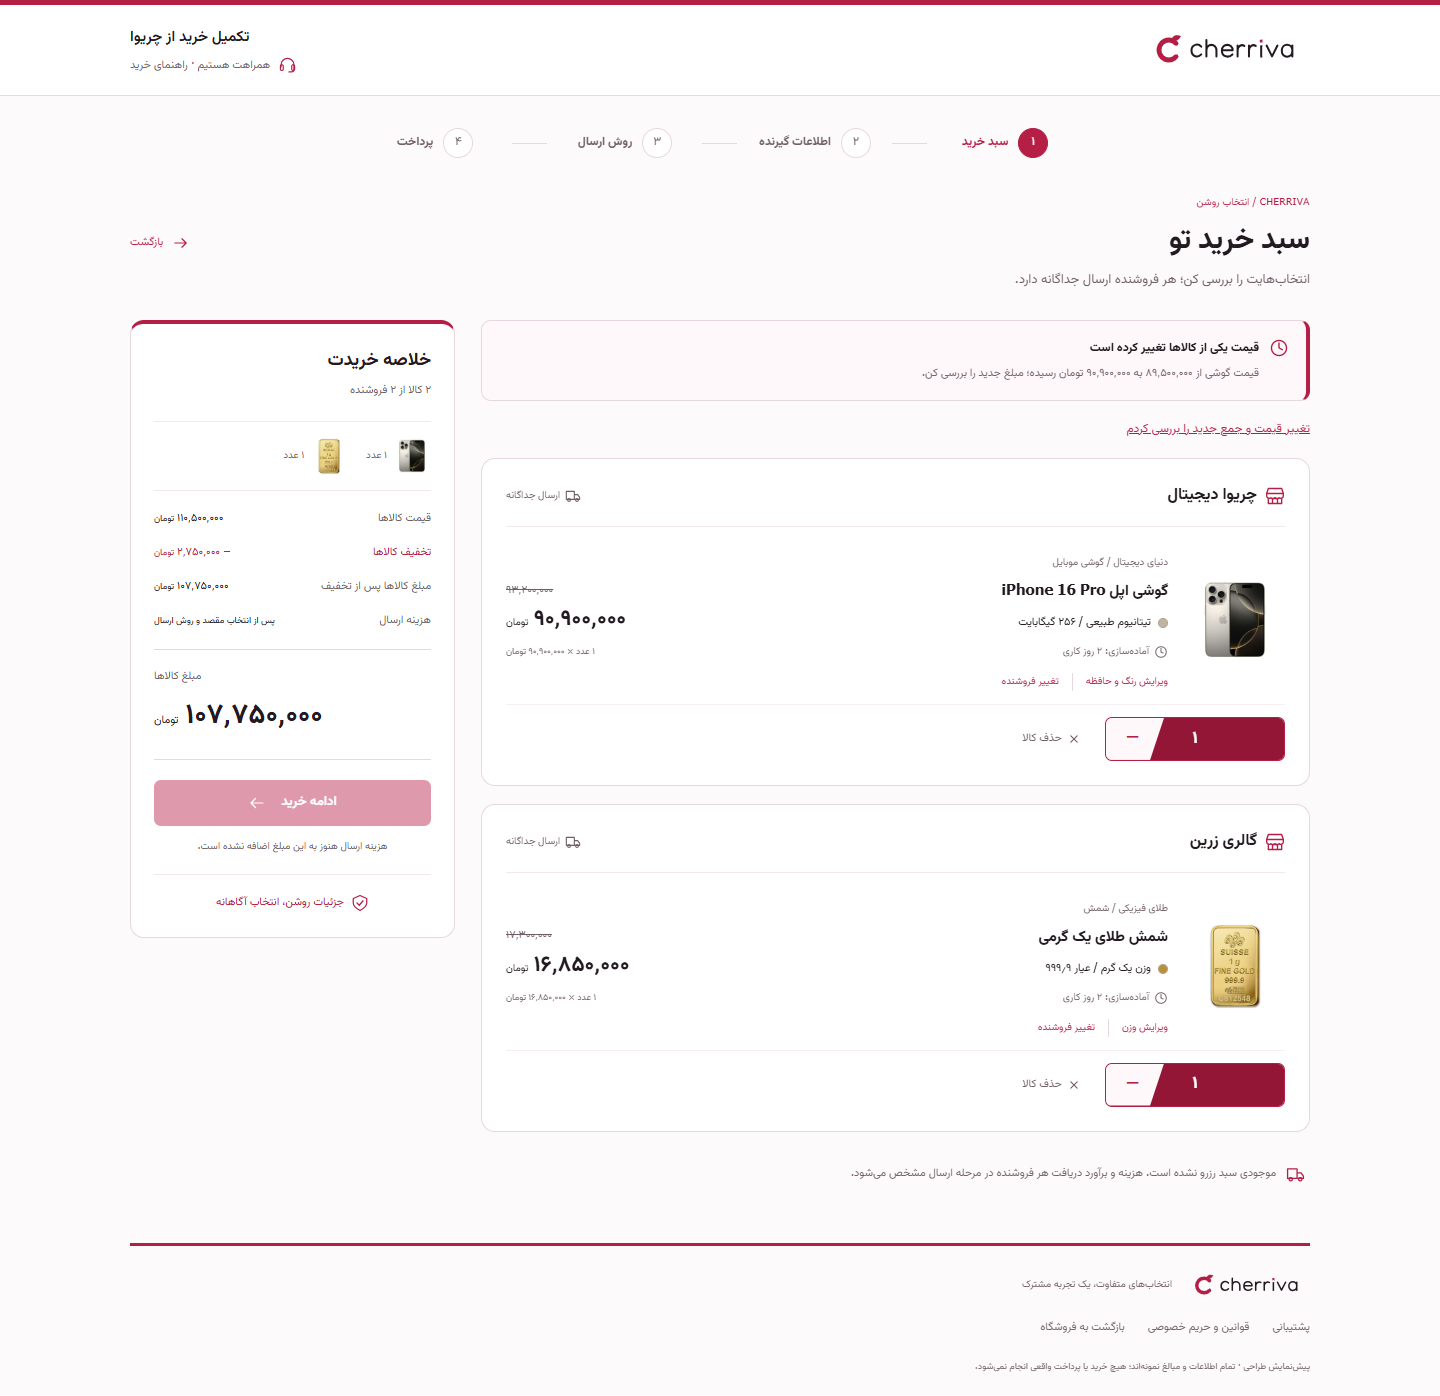 cherriva
تکمیل خرید از چریوا
همراهت هستیم · راهنمای خرید
۱ سبد خرید
۲ اطلاعات گیرنده
۳ روش ارسال
۴ پرداخت
CHERRIVA / انتخاب روشن
سبد خرید تو
بازگشت
انتخاب‌هایت را بررسی کن؛ هر فروشنده ارسال جداگانه دارد.
قیمت یکی از کالاها تغییر کرده است
قیمت گوشی از ۸۹,۵۰۰,۰۰۰ به ۹۰,۹۰۰,۰۰۰ تومان رسیده؛ مبلغ جدید را بررسی کن.
تغییر قیمت و جمع جدید را بررسی کردم
چریوا دیجیتال
ارسال جداگانه
دنیای دیجیتال / گوشی موبایل
گوشی اپل iPhone 16 Pro
تیتانیوم طبیعی / ۲۵۶ گیگابایت
آماده‌سازی: ۲ روز کاری
ویرایش رنگ و حافظه
تغییر فروشنده
۹۳,۲۰۰,۰۰۰
۹۰,۹۰۰,۰۰۰ تومان
۱ عدد × ۹۰,۹۰۰,۰۰۰ تومان
۱ −
حذف کالا
گالری زرین
ارسال جداگانه
SUISSE
1 g
FINE GOLD
999.9
طلای فیزیکی / شمش
شمش طلای یک گرمی
وزن یک گرم / عیار ۹۹۹٫۹
آماده‌سازی: ۲ روز کاری
ویرایش وزن
تغییر فروشنده
۱۷,۳۰۰,۰۰۰
۱۶,۸۵۰,۰۰۰ تومان
۱ عدد × ۱۶,۸۵۰,۰۰۰ تومان
۱ −
حذف کالا
موجودی سبد رزرو نشده است. هزینه و برآورد دریافت هر فروشنده در مرحله ارسال مشخص می‌شود.
خلاصه خریدت
۲ کالا از ۲ فروشنده
۱ عدد
۱ عدد
قیمت کالاها ۱۱۰,۵۰۰,۰۰۰ تومان
تخفیف کالاها − ۲,۷۵۰,۰۰۰ تومان
مبلغ کالاها پس از تخفیف ۱۰۷,۷۵۰,۰۰۰ تومان
هزینه ارسال پس از انتخاب مقصد و روش ارسال
مبلغ کالاها
۱۰۷,۷۵۰,۰۰۰ تومان
ادامه خرید
هزینه ارسال هنوز به این مبلغ اضافه نشده است.
جزئیات روشن، انتخاب آگاهانه
cherriva
انتخاب‌های متفاوت، یک تجربه مشترک
پشتیبانی
قوانین و حریم خصوصی
بازگشت به فروشگاه
پیش‌نمایش طراحی · تمام اطلاعات و مبالغ نمونه‌اند؛ هیچ خرید یا پرداخت واقعی انجام نمی‌شود.